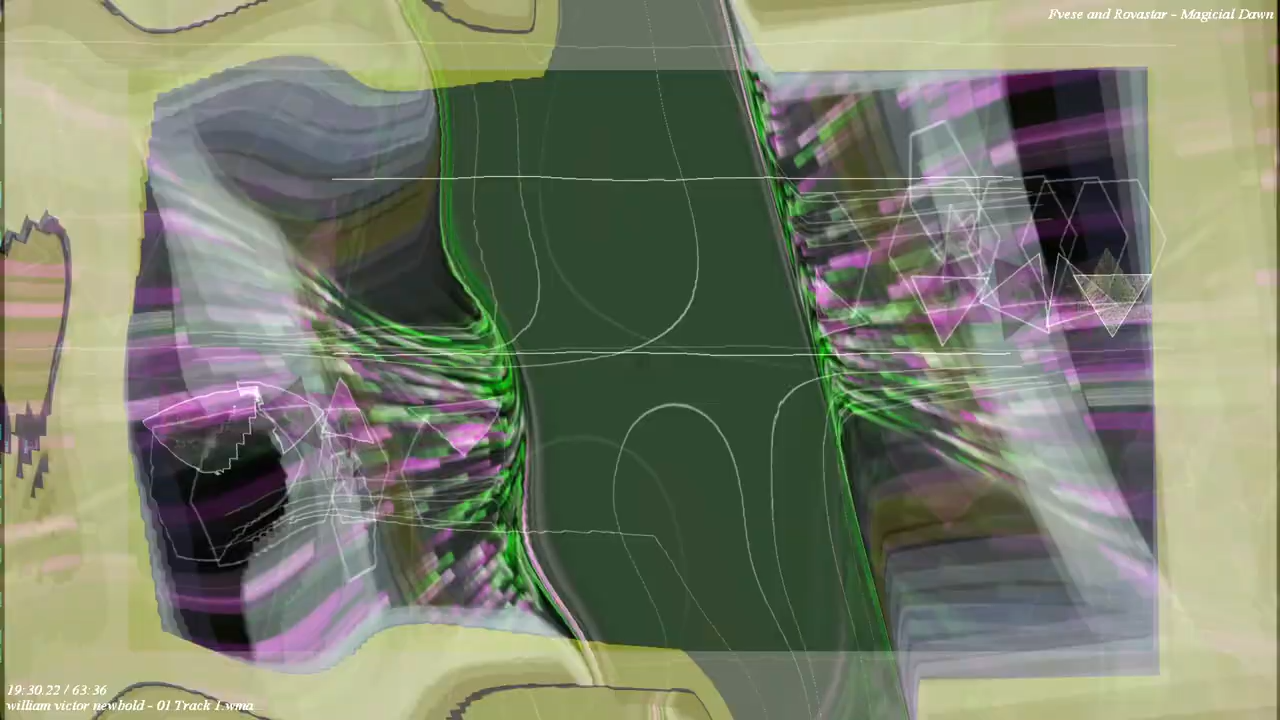 Fvese and Rovastar - Magicial Dawn
19:30.22 / 63:36
william victor newbold - 01 Track 1.wma